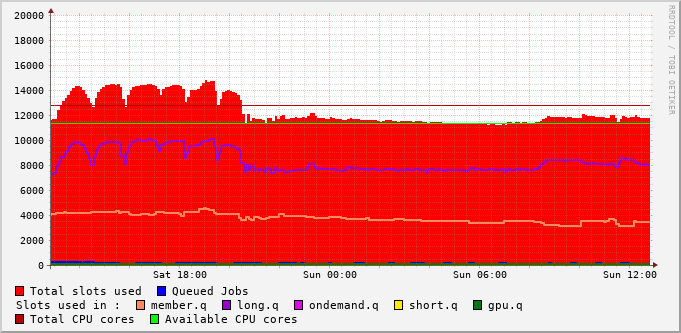 20000
18000
16000
14000
12000
10000
8000
6000
4000
2000
0
Sat 18:00 Sun 00:00 Sun 06:00 Sun 12:00
RRDTOOL / TOBI OETIKER
Total slots used Queued Jobs
Slots used in : member.q long.q ondemand.q short.q gpu.q
Total CPU cores Available CPU cores